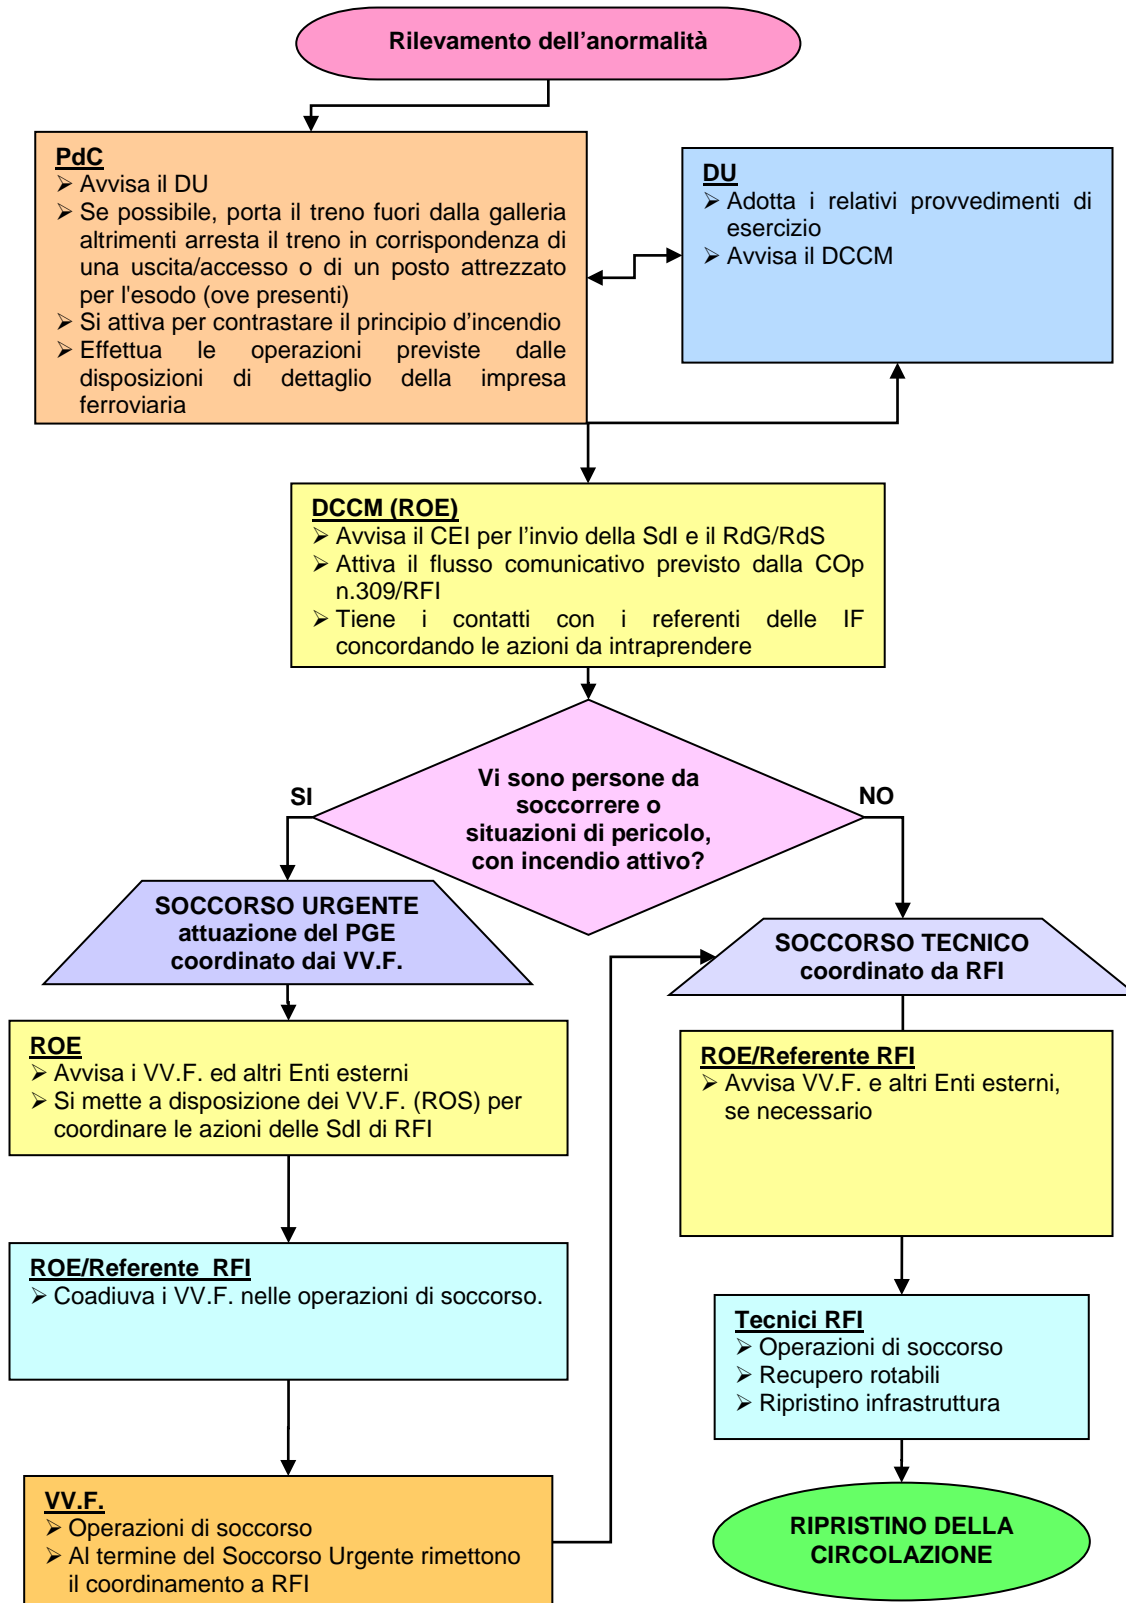 Rilevamento dell'anormalità
PdC
➢ Avvisa il DU
➢ Se possibile, porta il treno fuori dalla galleria
altrimenti arresta il treno in corrispondenza di
una uscita/accesso o di un posto attrezzato
per l'esodo (ove presenti)
➢ Si attiva per contrastare il principio d'incendio
➢ Effettua le operazioni previste dalle
disposizioni di dettaglio della impresa
ferroviaria
DU
➢ Adotta i relativi provvedimenti di
esercizio
➢ Avvisa il DCCM
DCCM (ROE)
➢ Avvisa il CEI per l'invio della SdI e il RdG/RdS
➢ Attiva il flusso comunicativo previsto dalla COp
n.309/RFI
➢ Tiene i contatti con i referenti delle IF
concordando le azioni da intraprendere
Vi sono persone da
soccorrere o
situazioni di pericolo,
con incendio attivo?
SI
NO
SOCCORSO URGENTE
attuazione del PGE
coordinato dai VV.F.
SOCCORSO TECNICO
coordinato da RFI
ROE
➢ Avvisa i VV.F. ed altri Enti esterni
➢ Si mette a disposizione dei VV.F. (ROS) per
coordinare le azioni delle SdI di RFI
ROE/Referente RFI
➢ Avvisa VV.F. e altri Enti esterni,
se necessario
ROE/Referente RFI
➢ Coadiuva i VV.F. nelle operazioni di soccorso.
Tecnici RFI
➢ Operazioni di soccorso
➢ Recupero rotabili
➢ Ripristino infrastruttura
VV.F.
➢ Operazioni di soccorso
➢ Al termine del Soccorso Urgente rimettono
il coordinamento a RFI
RIPRISTINO DELLA
CIRCOLAZIONE